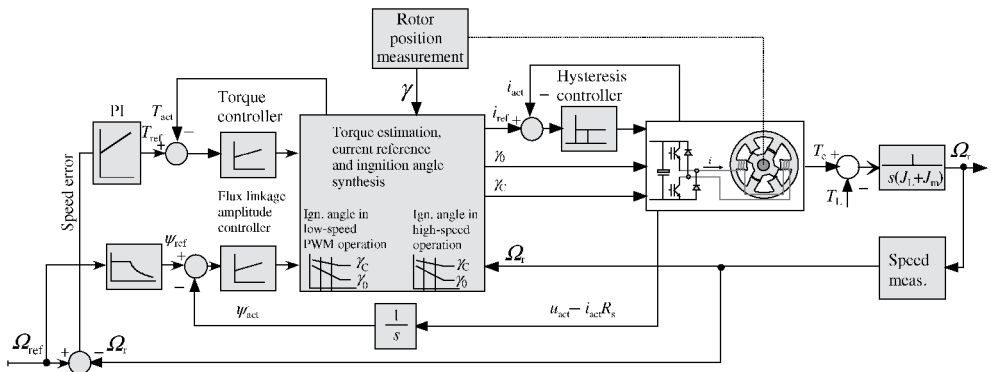 Rotor
position
measurement
γ
i_act
−
Hysteresis
controller
i_ref +
PI
T_act
−
T_ref
+
Torque
controller
Torque estimation,
current reference
and ingnition angle
synthesis
γ_0
γ_C
i
T_e +
−
T_L
1
s(J_L+J_m)
Ω_r
Speed error
Flux linkage
amplitude
controller
Ign. angle in
low-speed
PWM operation
γ_C
γ_0
Ign. angle in
high-speed
operation
γ_C
γ_0
ψ_ref
+
−
Ω_r
Speed
meas.
ψ_act
1
s
u_act − i_act R_s
Ω_ref
+
−
Ω_r